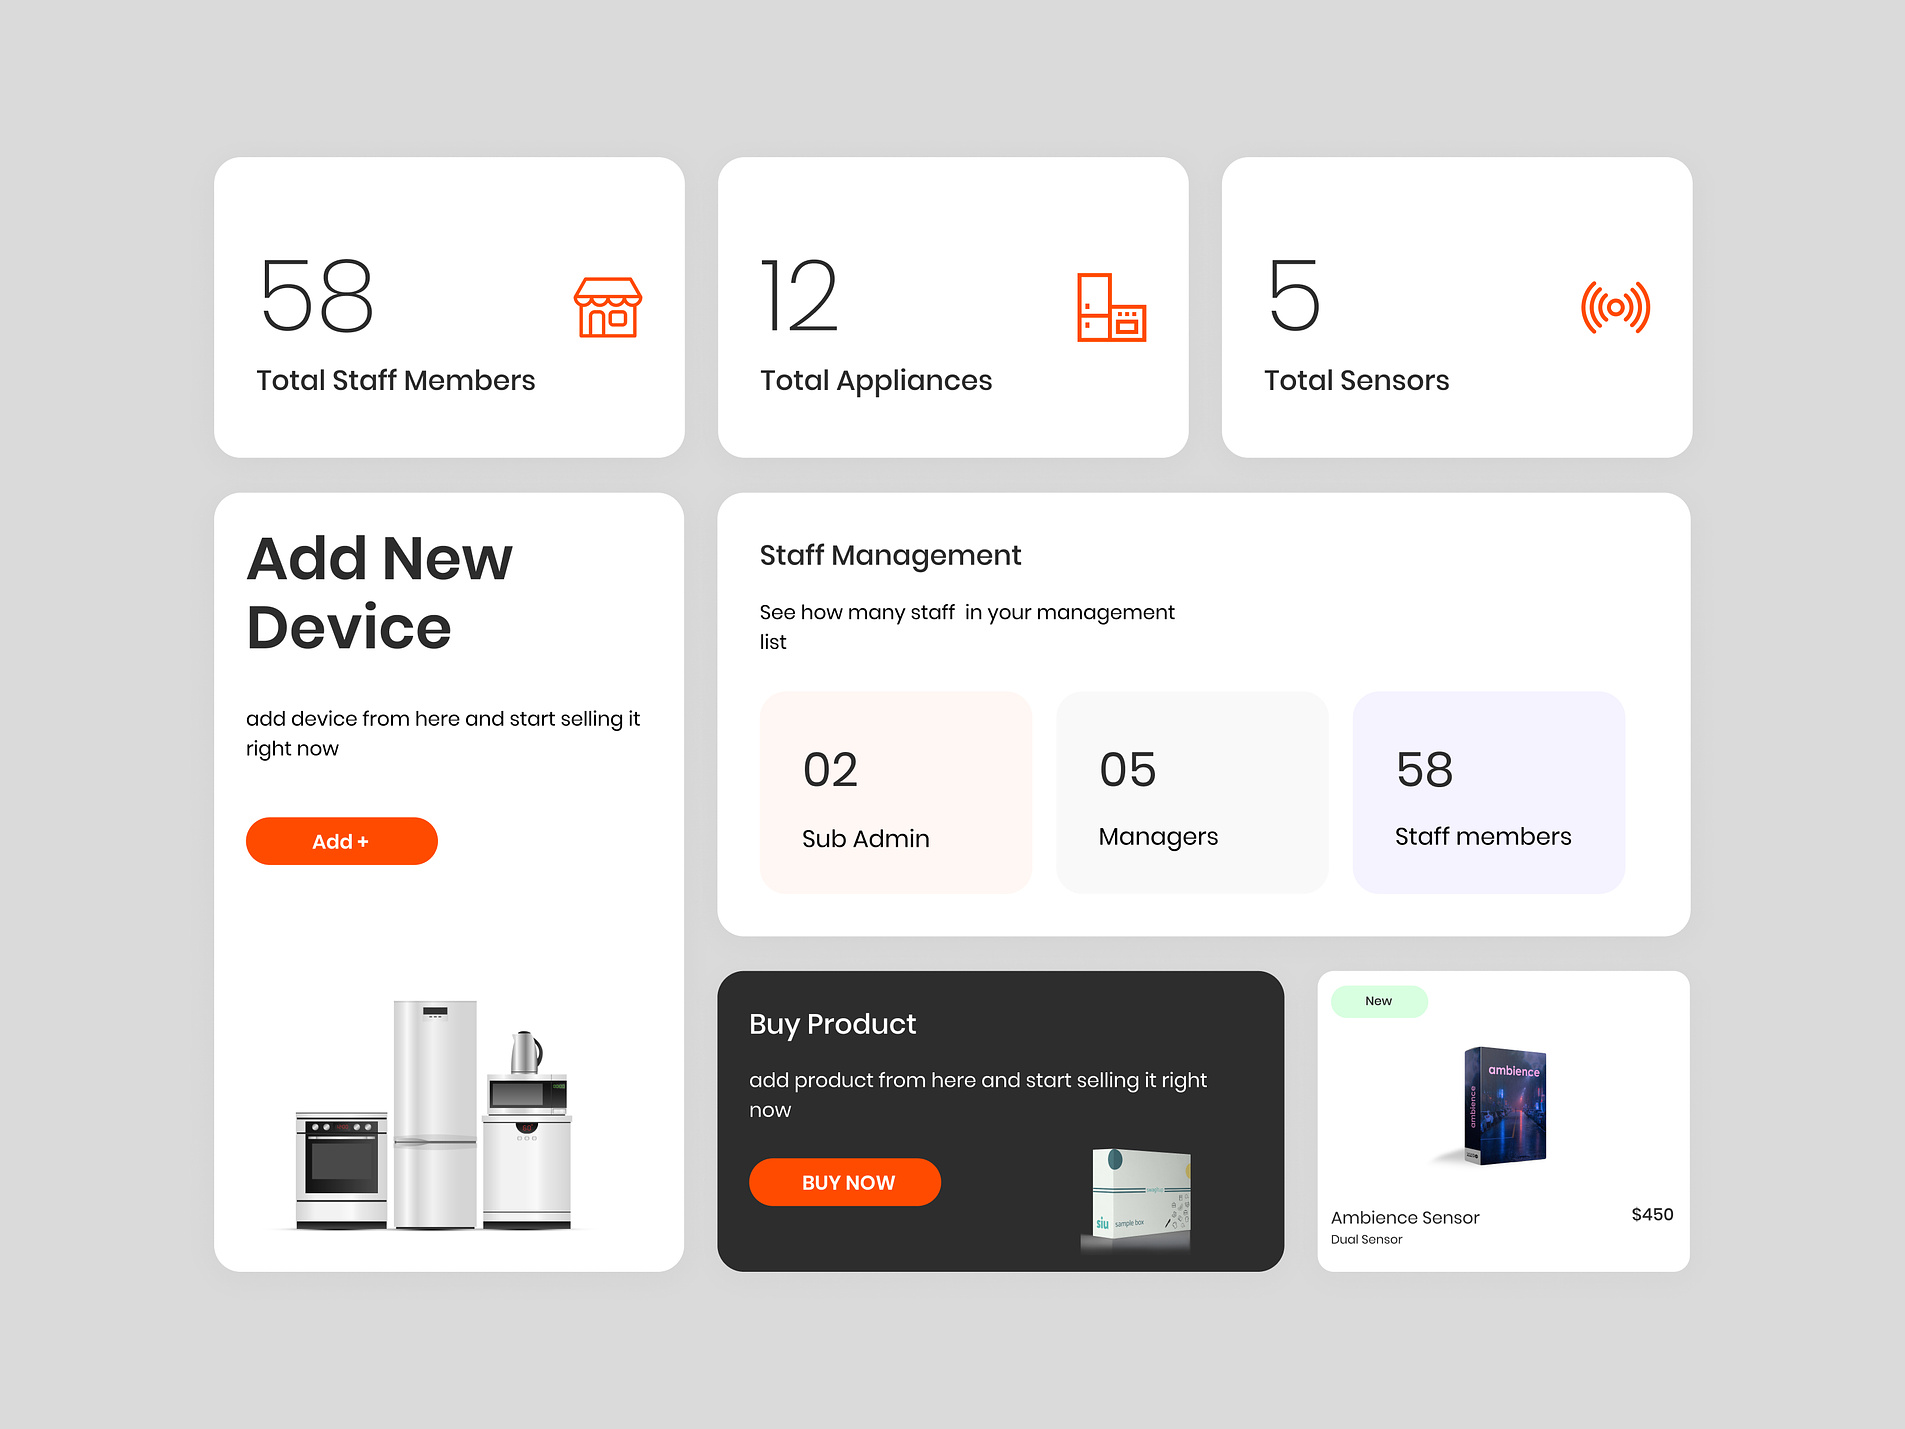 58
Total Staff Members
12
Total Appliances
5
Total Sensors
Add New
Device
add device from here and start selling it
right now
Add +
Staff Management
See how many staff  in your management
list
02
Sub Admin
05
Managers
58
Staff members
Buy Product
add product from here and start selling it right
now
BUY NOW
siu
sample box
New
ambience
ambience
Ambience Sensor
$450
Dual Sensor